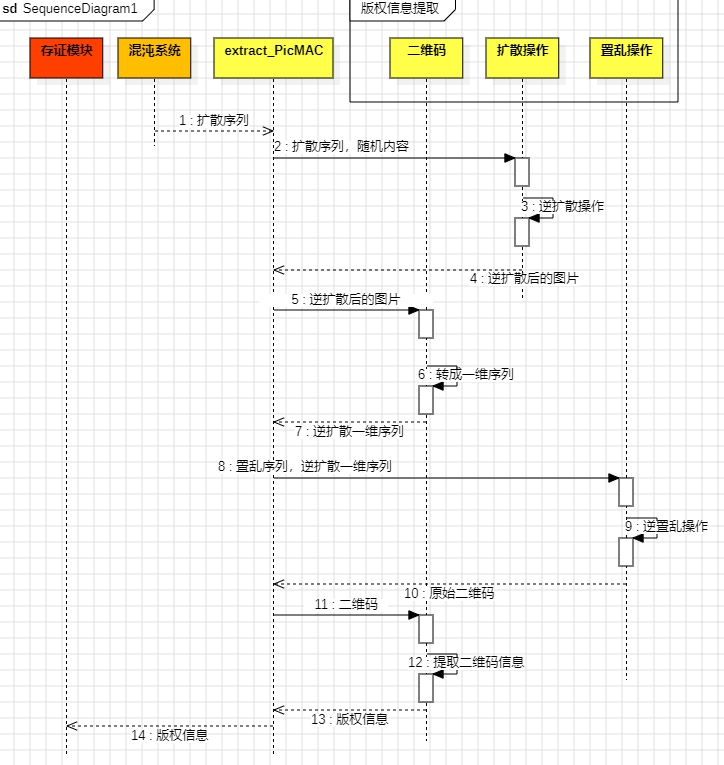 sd SequenceDiagram1
版权信息提取
存证模块
混沌系统
extract_PicMAC
二维码
扩散操作
置乱操作
1 : 扩散序列
2 : 扩散序列，随机内容
3 : 逆扩散操作
4 : 逆扩散后的图片
5 : 逆扩散后的图片
6 : 转成一维序列
7 : 逆扩散一维序列
8 : 置乱序列，逆扩散一维序列
9 : 逆置乱操作
10 : 原始二维码
11 : 二维码
12 : 提取二维码信息
13 : 版权信息
14 : 版权信息